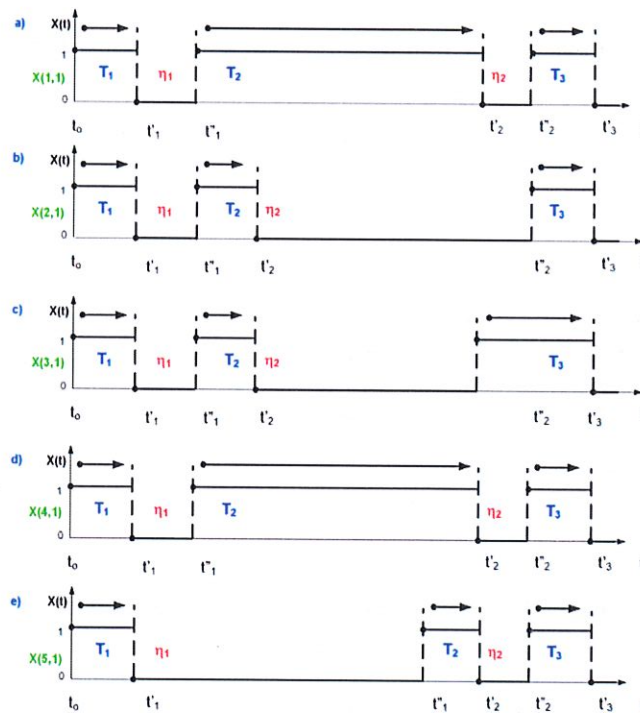 a) X(t)
1
X(1,1) T₁ η₁ T₂ η₂ T₃
0
t₀ t'₁ t"₁ t'₂ t"₂ t'₃
b) X(t)
1
X(2,1) T₁ η₁ T₂ η₂ T₃
0
t₀ t'₁ t"₁ t'₂ t"₂ t'₃
c) X(t)
1
X(3,1) T₁ η₁ T₂ η₂ T₃
0
t₀ t'₁ t"₁ t'₂ t"₂ t'₃
d) X(t)
1
X(4,1) T₁ η₁ T₂ η₂ T₃
0
t₀ t'₁ t"₁ t'₂ t"₂ t'₃
e) X(t)
1
X(5,1) T₁ η₁ T₂ η₂ T₃
0
t₀ t'₁ t"₁ t'₂ t"₂ t'₃